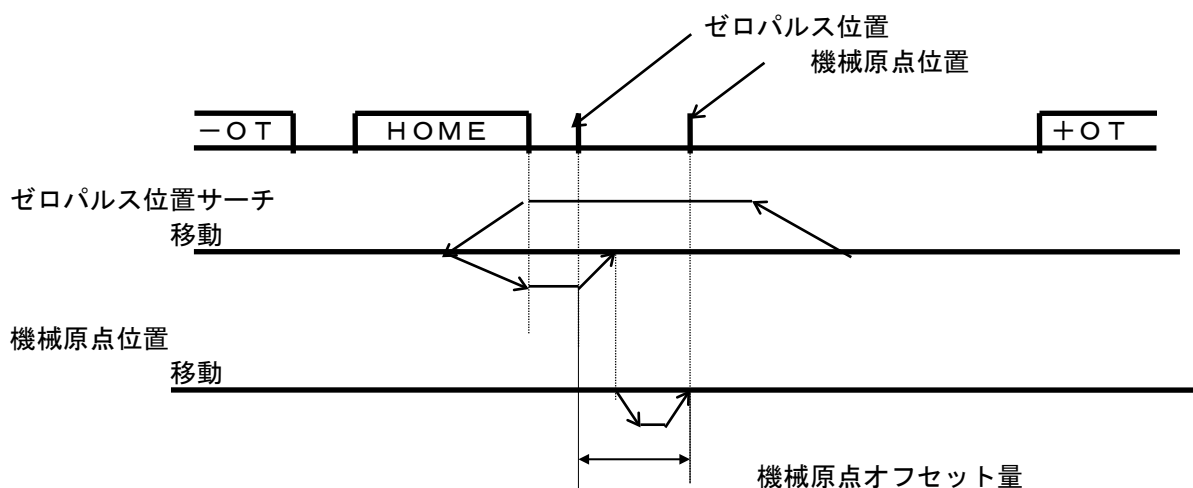 ゼロパルス位置
機械原点位置
－ＯＴ
ＨＯＭＥ
＋ＯＴ
ゼロパルス位置サーチ
移動
機械原点位置
移動
機械原点オフセット量